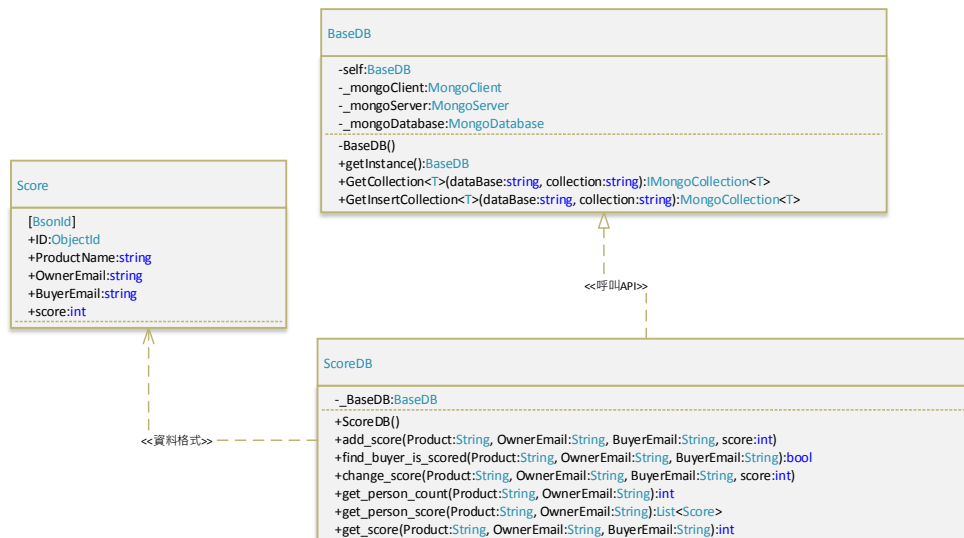 BaseDB
-self:BaseDB
-_mongoClient:MongoClient
-_mongoServer:MongoServer
-_mongoDatabase:MongoDatabase
-BaseDB()
+getInstance():BaseDB
+GetCollection<T>(dataBase:string, collection:string):IMongoCollection<T>
+GetInsertCollection<T>(dataBase:string, collection:string):MongoCollection<T>
Score
[BsonId]
+ID:ObjectId
+ProductName:string
+OwnerEmail:string
+BuyerEmail:string
+score:int
<<呼叫API>>
<<資料格式>>
ScoreDB
-_BaseDB:BaseDB
+ScoreDB()
+add_score(Product:String, OwnerEmail:String, BuyerEmail:String, score:int)
+find_buyer_is_scored(Product:String, OwnerEmail:String, BuyerEmail:String):bool
+change_score(Product:String, OwnerEmail:String, BuyerEmail:String, score:int)
+get_person_count(Product:String, OwnerEmail:String):int
+get_person_score(Product:String, OwnerEmail:String):List<Score>
+get_score(Product:String, OwnerEmail:String, BuyerEmail:String):int